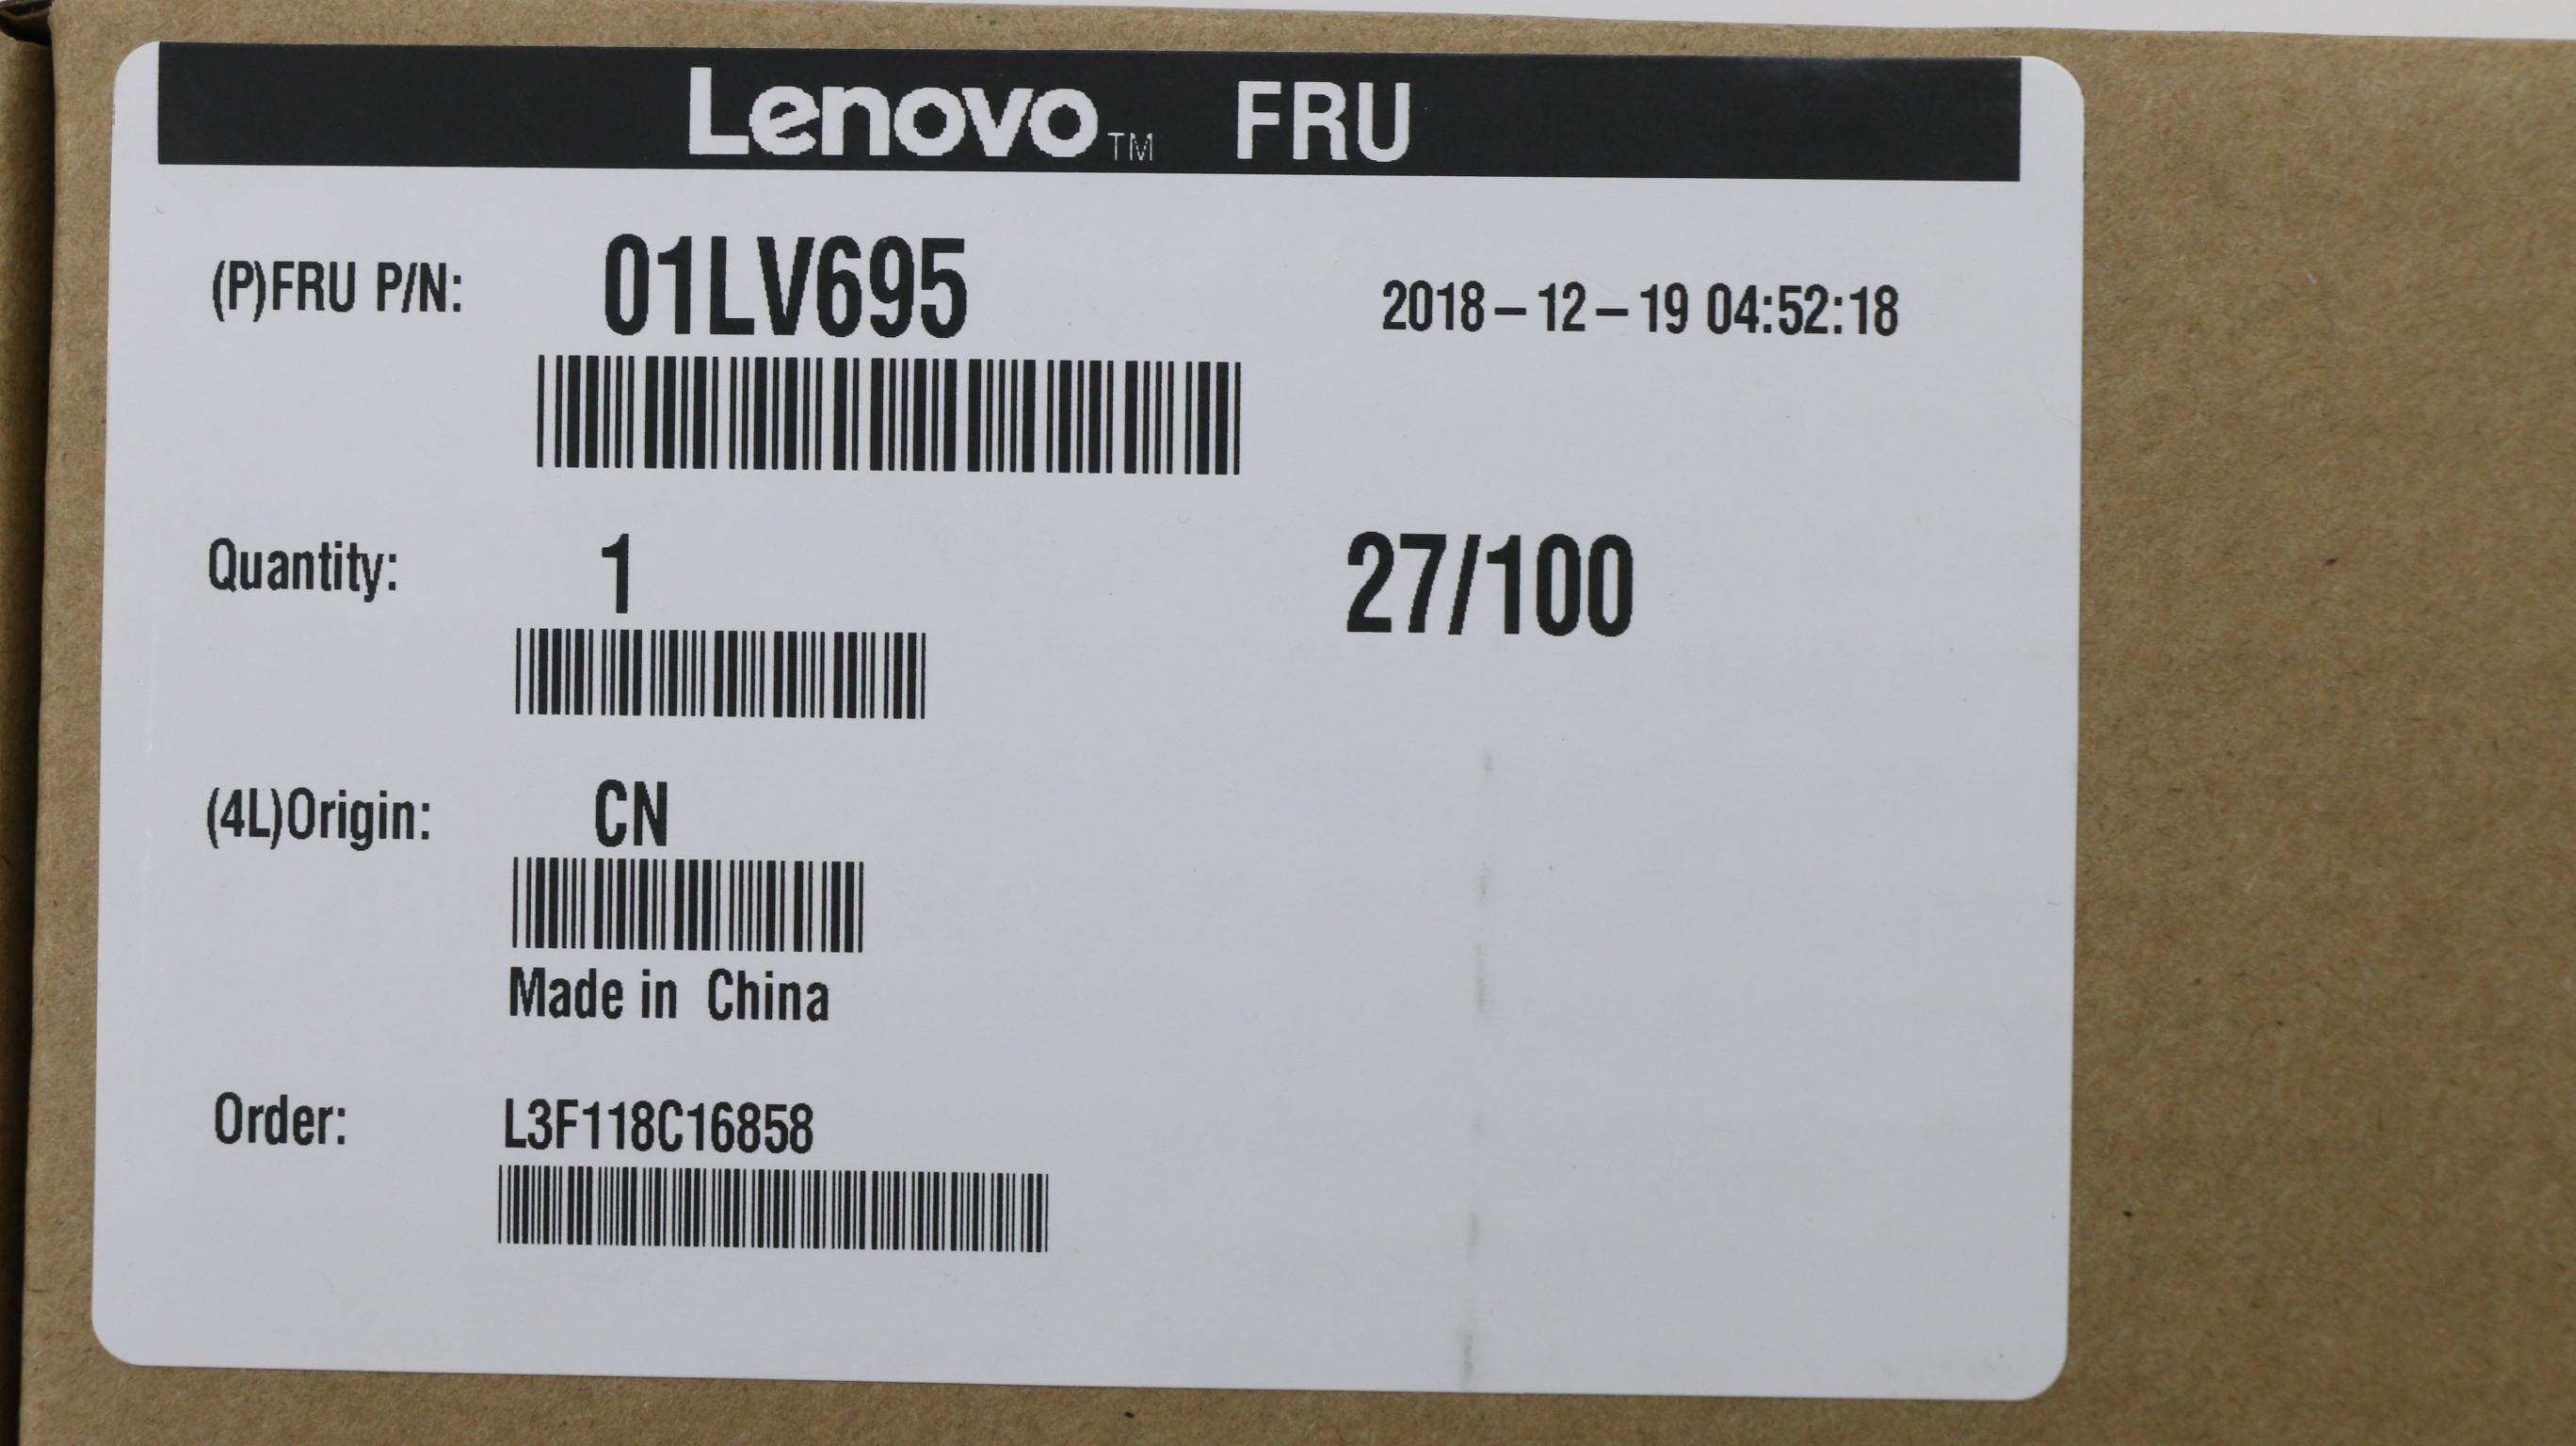 Lenovo™ FRU
(P)FRU P/N: 01LV695 2018-12-19 04:52:18
Quantity: 1 27/100
(4L)Origin: CN
Made in China
Order: L3F118C16858